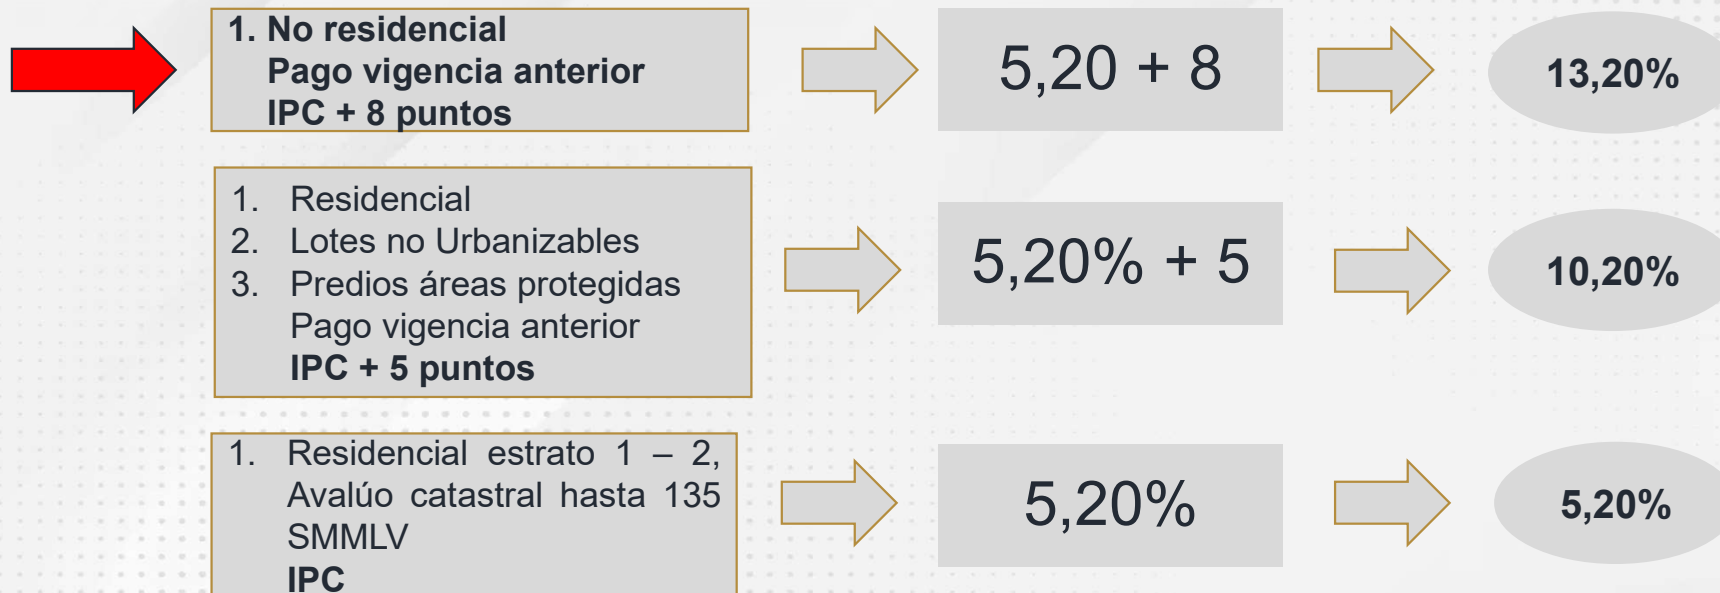 1. No residencial
Pago vigencia anterior
IPC + 8 puntos
5,20 + 8
13,20%
1. Residencial
2. Lotes no Urbanizables
3. Predios áreas protegidas
Pago vigencia anterior
IPC + 5 puntos
5,20% + 5
10,20%
1. Residencial estrato 1 – 2,
Avalúo catastral hasta 135
SMMLV
IPC
5,20%
5,20%